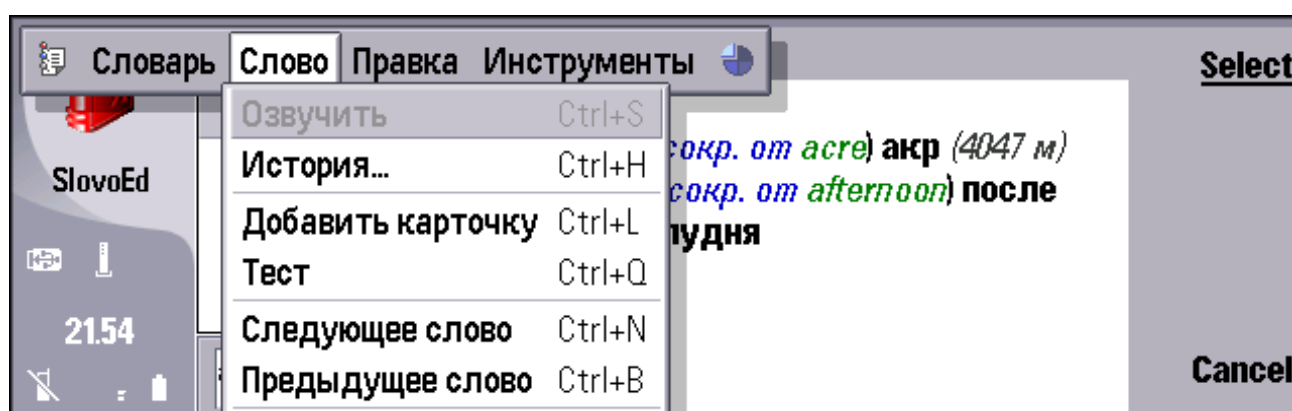 Словарь Слово Правка Инструменты
Select
SlovoEd
21.54
Озвучить Ctrl+S
История... Ctrl+H
Добавить карточку Ctrl+L
Тест Ctrl+Q
Следующее слово Ctrl+N
Предыдущее слово Ctrl+B
сокр. от acre) акр (4047 м)
сокр. от afternoon) после
лудня
Cancel